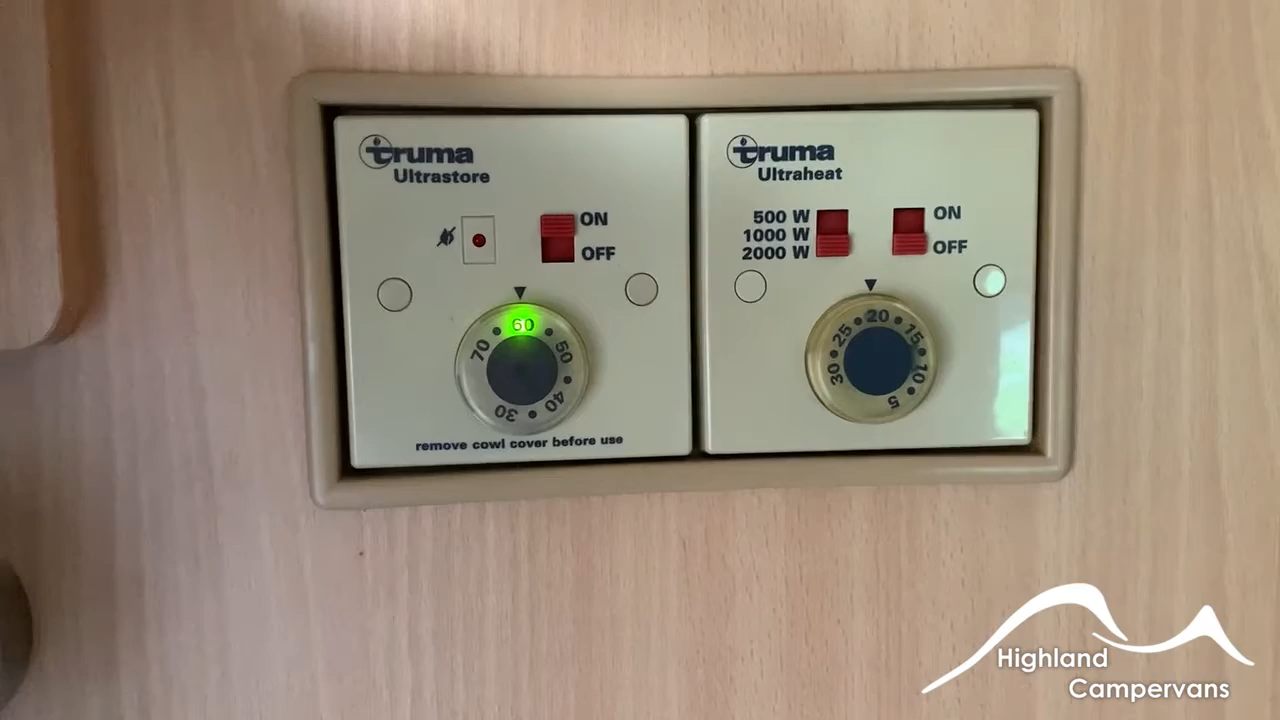 truma
Ultrastore
ON
OFF
60
70
50
40
30
remove cowl cover before use
truma
Ultraheat
500 W
1000 W
2000 W
ON
OFF
20
25
15
30
10
5
Highland
Campervans